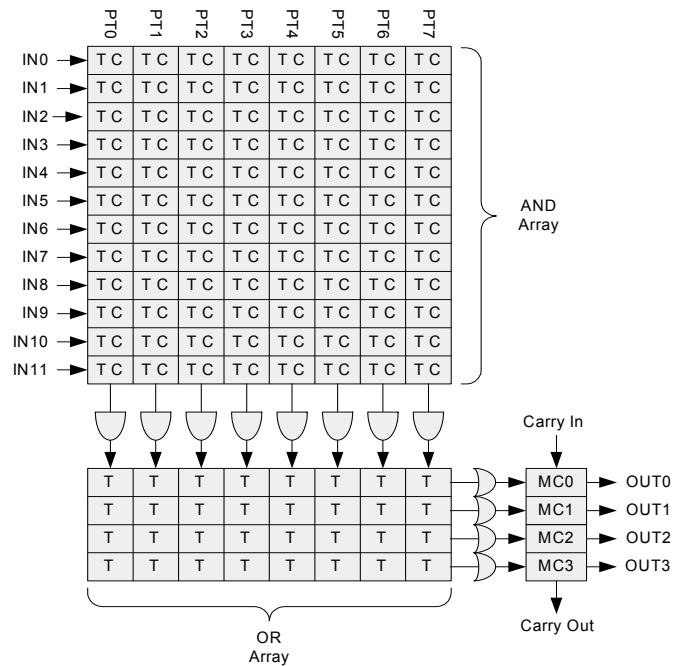 PT0 PT1 PT2 PT3 PT4 PT5 PT6 PT7
IN0 T C T C T C T C T C T C T C T C
IN1 T C T C T C T C T C T C T C T C
IN2 T C T C T C T C T C T C T C T C
IN3 T C T C T C T C T C T C T C T C
IN4 T C T C T C T C T C T C T C T C
IN5 T C T C T C T C T C T C T C T C
IN6 T C T C T C T C T C T C T C T C
IN7 T C T C T C T C T C T C T C T C
IN8 T C T C T C T C T C T C T C T C
IN9 T C T C T C T C T C T C T C T C
IN10 T C T C T C T C T C T C T C T C
IN11 T C T C T C T C T C T C T C T C
AND
Array
Carry In
T T T T T T T T MC0 OUT0
T T T T T T T T MC1 OUT1
T T T T T T T T MC2 OUT2
T T T T T T T T MC3 OUT3
Carry Out
OR
Array